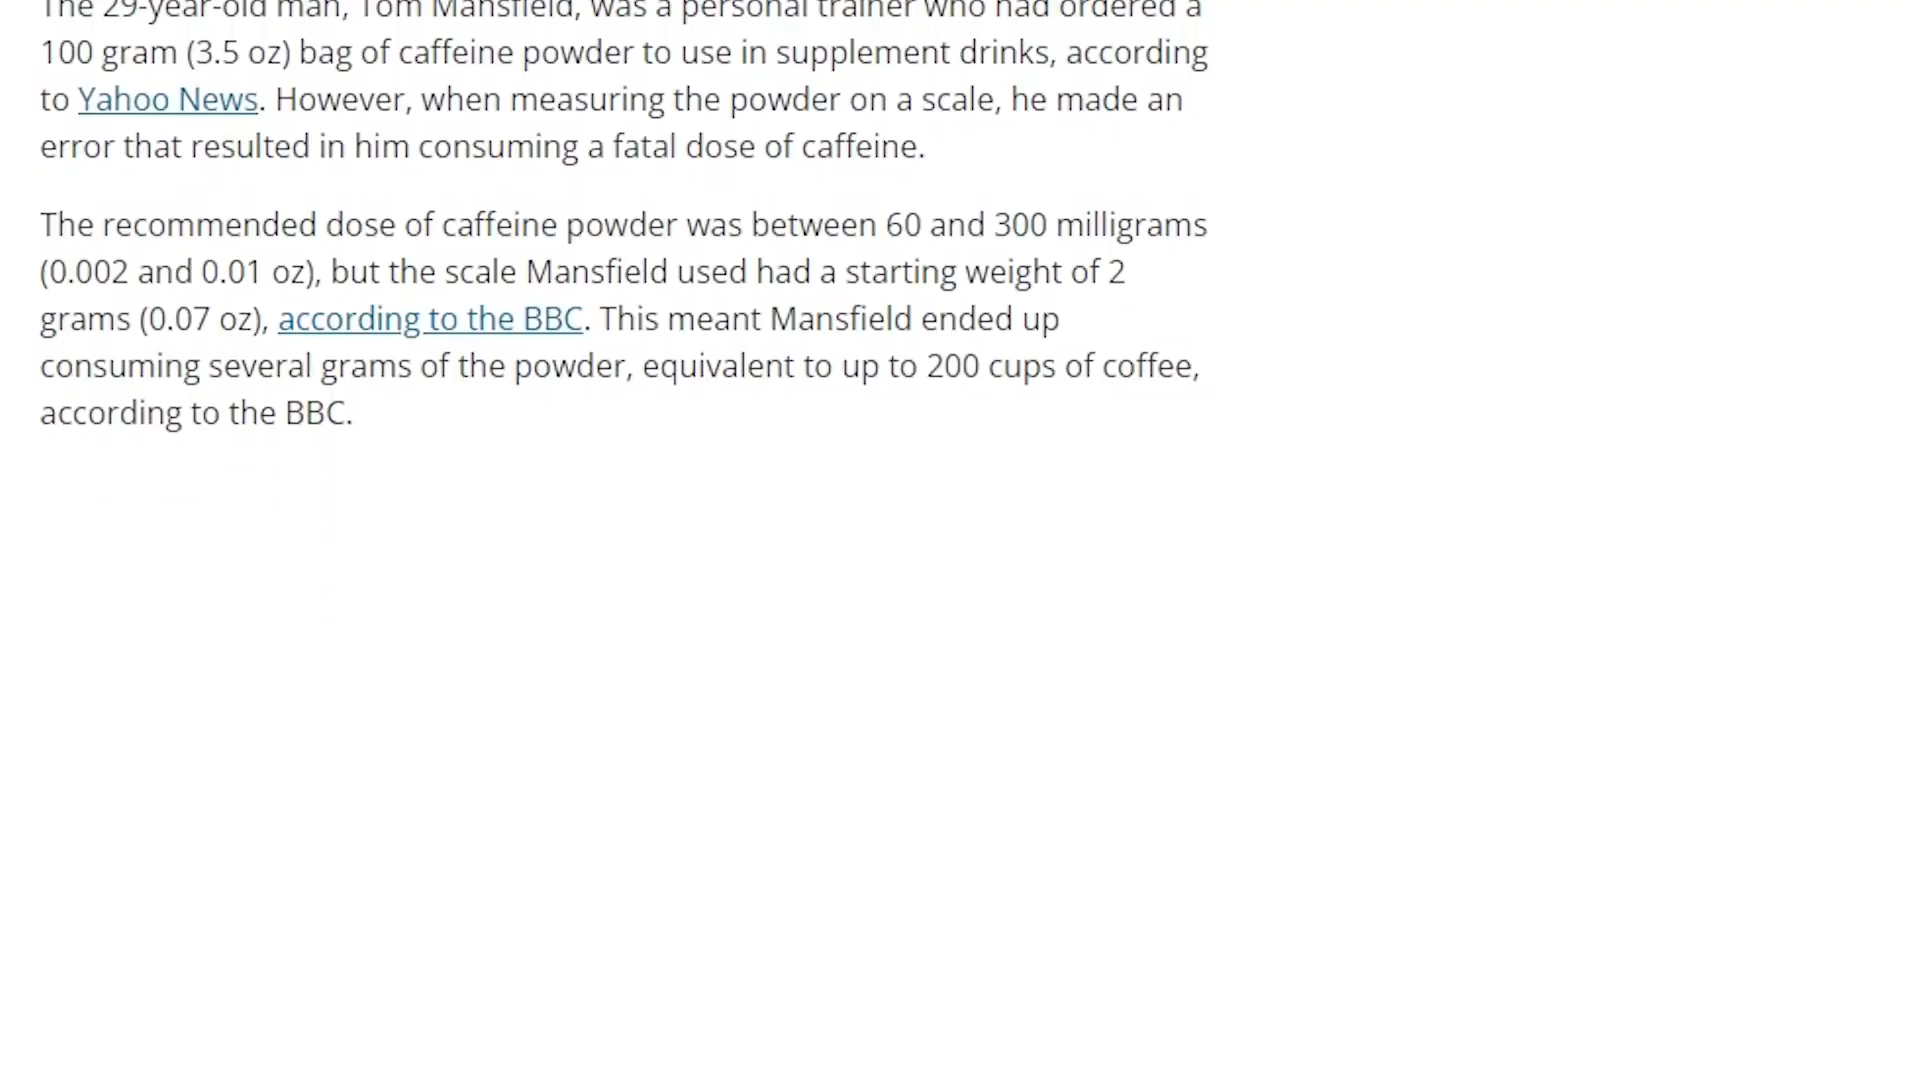 The 29-year-old man, Tom Mansfield, was a personal trainer who had ordered a
100 gram (3.5 oz) bag of caffeine powder to use in supplement drinks, according
to Yahoo News. However, when measuring the powder on a scale, he made an
error that resulted in him consuming a fatal dose of caffeine.
The recommended dose of caffeine powder was between 60 and 300 milligrams
(0.002 and 0.01 oz), but the scale Mansfield used had a starting weight of 2
grams (0.07 oz), according to the BBC. This meant Mansfield ended up
consuming several grams of the powder, equivalent to up to 200 cups of coffee,
according to the BBC.